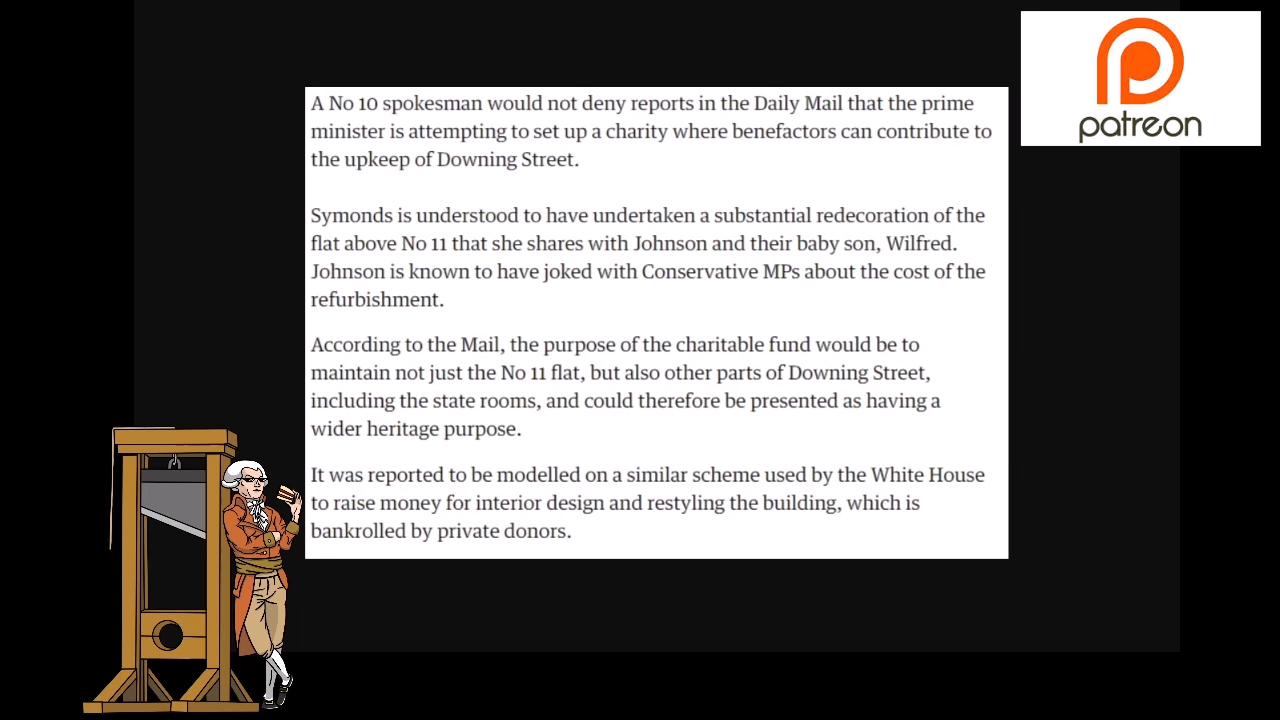 A No 10 spokesman would not deny reports in the Daily Mail that the prime
minister is attempting to set up a charity where benefactors can contribute to
the upkeep of Downing Street.
Symonds is understood to have undertaken a substantial redecoration of the
flat above No 11 that she shares with Johnson and their baby son, Wilfred.
Johnson is known to have joked with Conservative MPs about the cost of the
refurbishment.
According to the Mail, the purpose of the charitable fund would be to
maintain not just the No 11 flat, but also other parts of Downing Street,
including the state rooms, and could therefore be presented as having a
wider heritage purpose.
It was reported to be modelled on a similar scheme used by the White House
to raise money for interior design and restyling the building, which is
bankrolled by private donors.
patreon